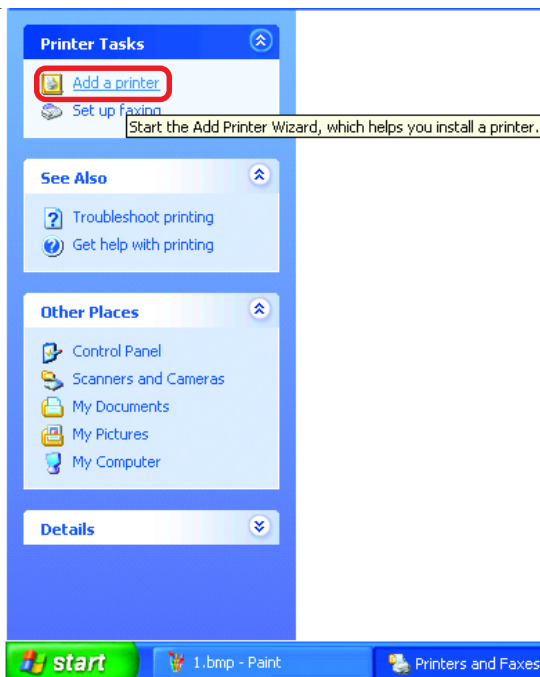 Printer Tasks
Add a printer
Set up faxing
Start the Add Printer Wizard, which helps you install a printer.
See Also
Troubleshoot printing
Get help with printing
Other Places
Control Panel
Scanners and Cameras
My Documents
My Pictures
My Computer
Details
start
1.bmp - Paint
Printers and Faxes